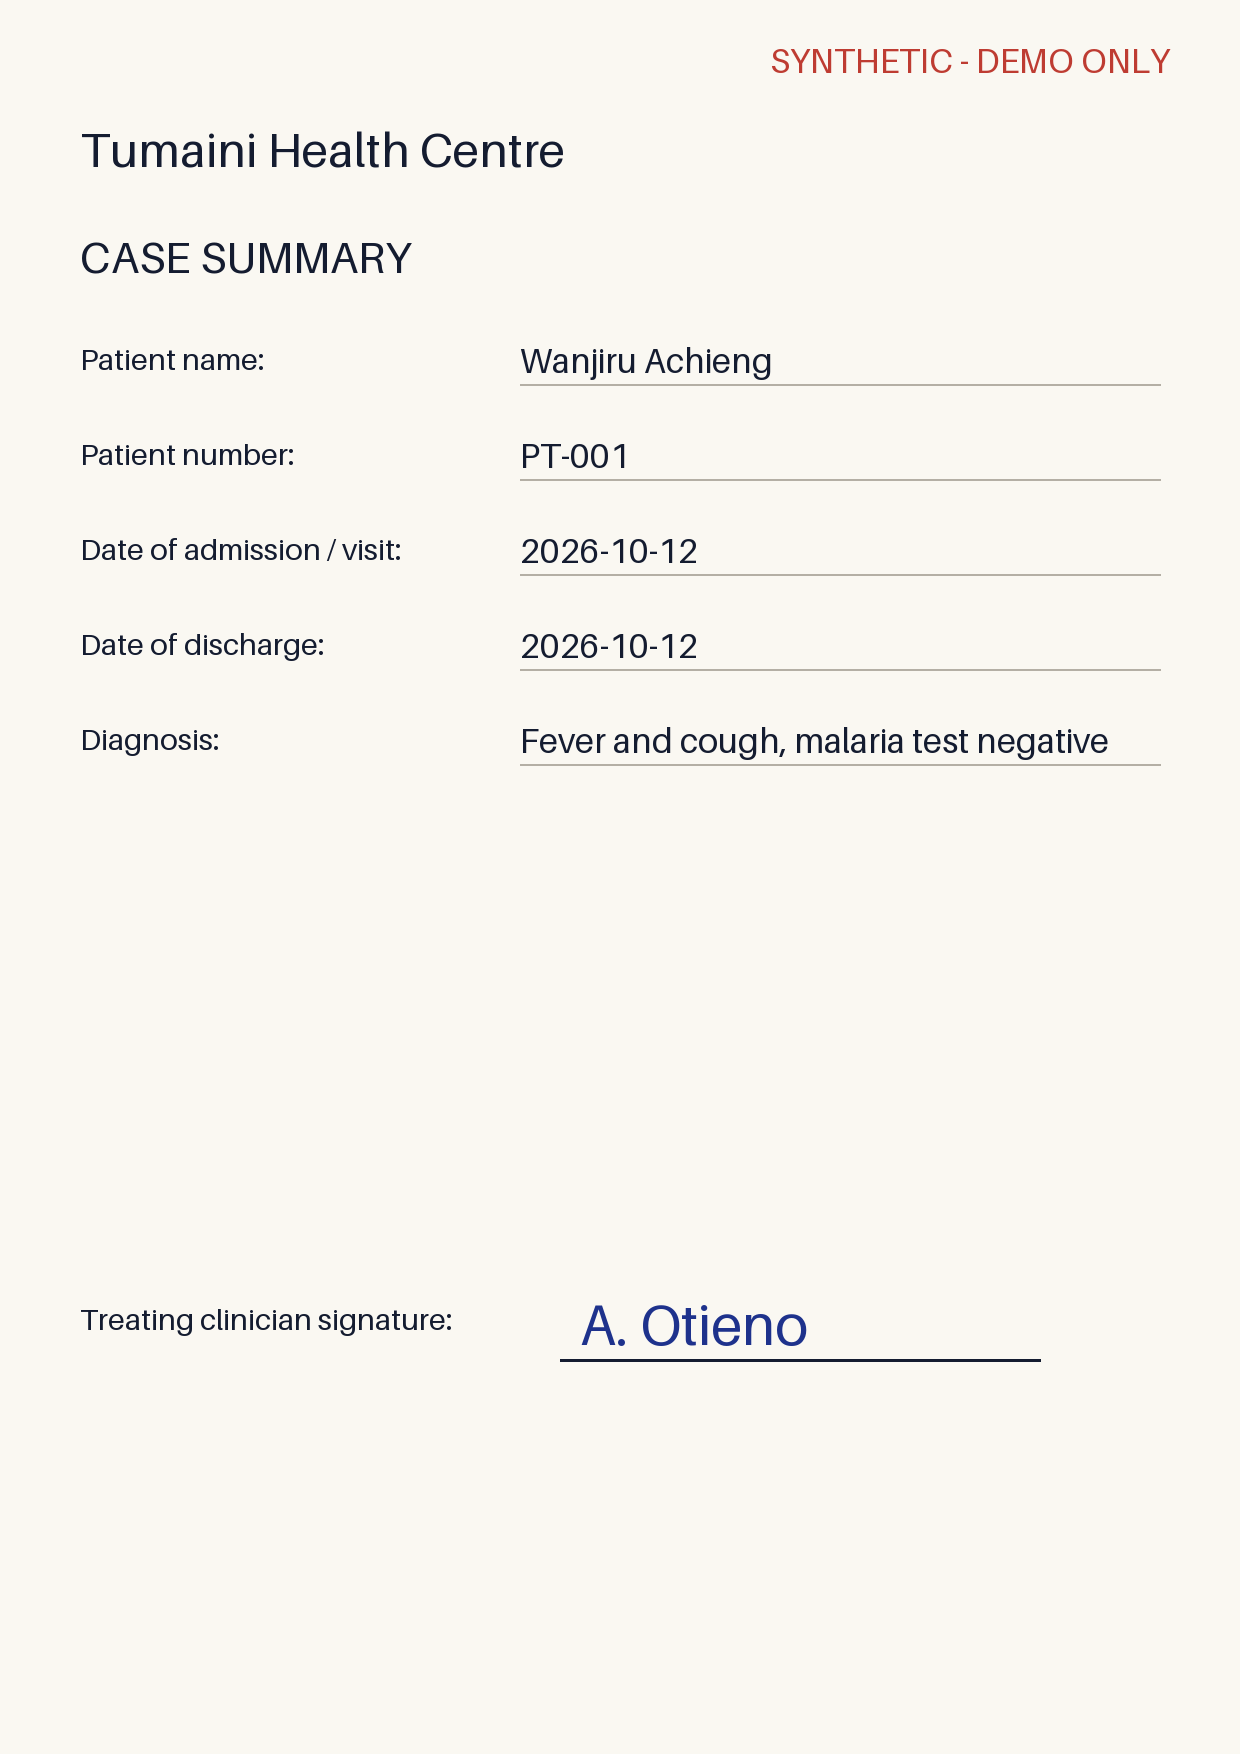 SYNTHETIC - DEMO ONLY
Tumaini Health Centre
CASE SUMMARY
Patient name: Wanjiru Achieng
Patient number: PT-001
Date of admission / visit: 2026-10-12
Date of discharge: 2026-10-12
Diagnosis: Fever and cough, malaria test negative
Treating clinician signature: A. Otieno